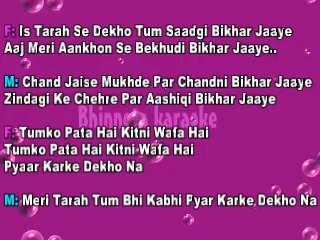 F: Is Tarah Se Dekho Tum Saadgi Bikhar Jaaye
Aaj Meri Aankhon Se Bekhudi Bikhar Jaaye..
M: Chand Jaise Mukhde Par Chandni Bikhar Jaaye
Zindagi Ke Chehre Par Aashiqi Bikhar Jaaye
F: Tumko Pata Hai Kitni Wafa Hai
Tumko Pata Hai Kitni Wafa Hai
Pyaar Karke Dekho Na
M: Meri Tarah Tum Bhi Kabhi Pyar Karke Dekho Na